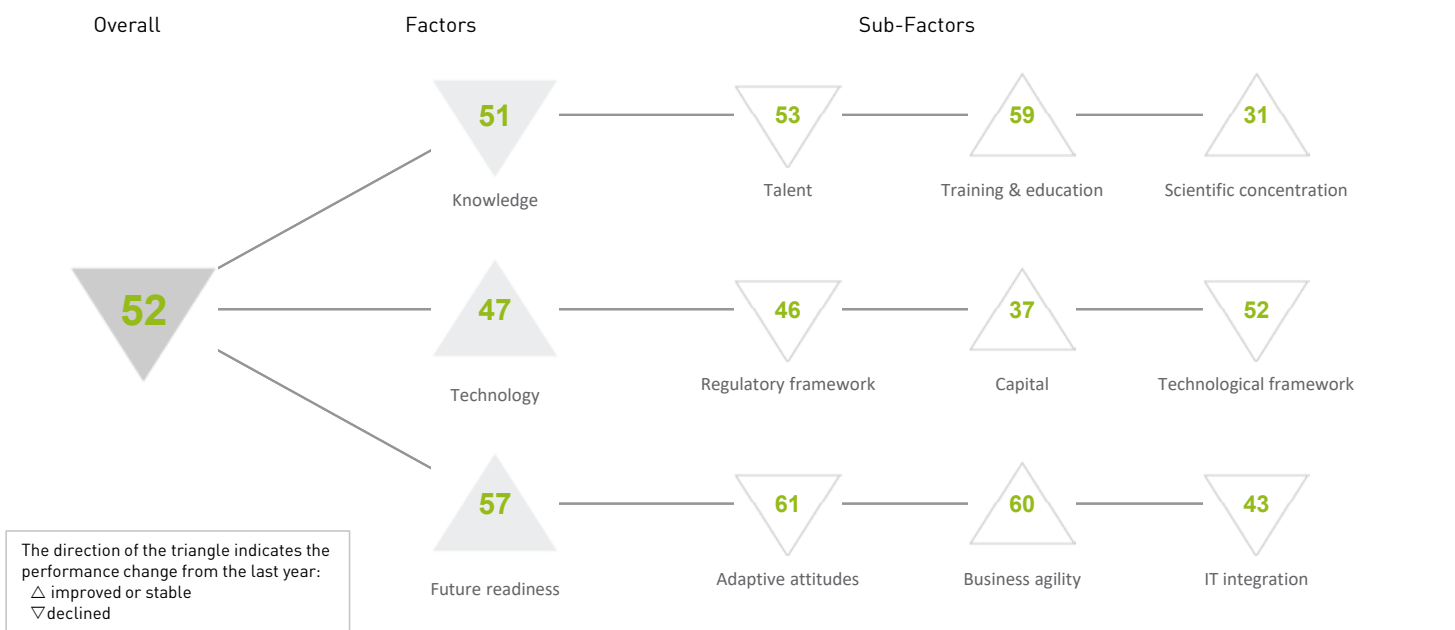 Overall Factors Sub-Factors
51 53 59 31
Knowledge Talent Training & education Scientific concentration
52 47 46 37 52
Technology Regulatory framework Capital Technological framework
57 61 60 43
Future readiness Adaptive attitudes Business agility IT integration
The direction of the triangle indicates the
performance change from the last year:
△ improved or stable
▽ declined